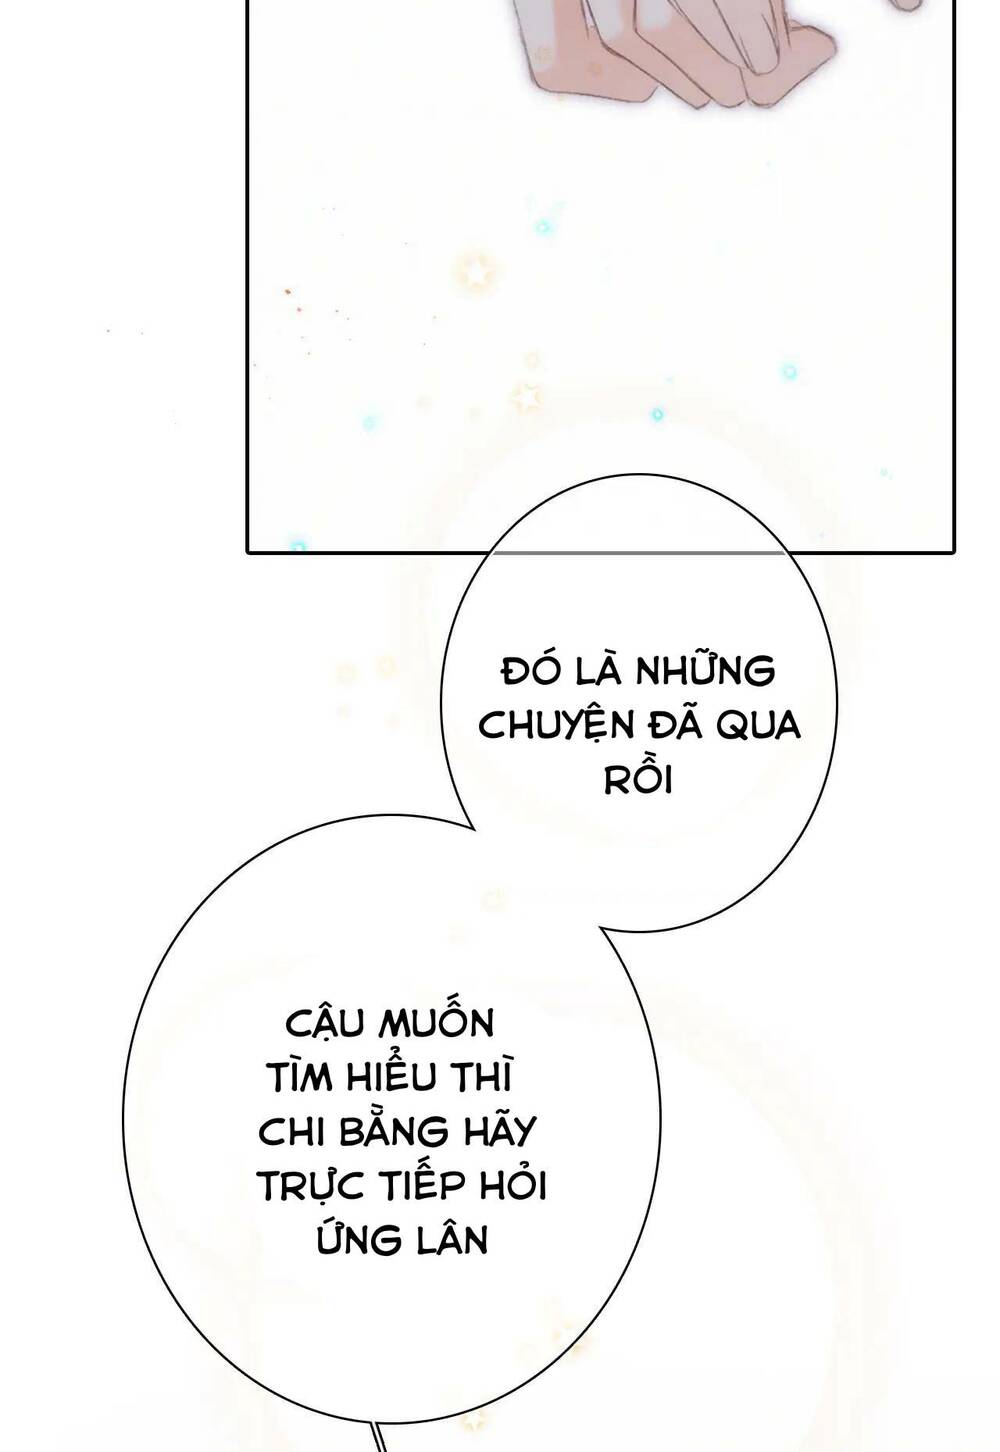 ĐÓ LÀ NHỮNG
CHUYỆN ĐÃ QUA
RỒI
CẬU MUỐN
TÌM HIỂU THÌ
CHI BẰNG HÃY
TRỰC TIẾP HỎI
ỨNG LÂN